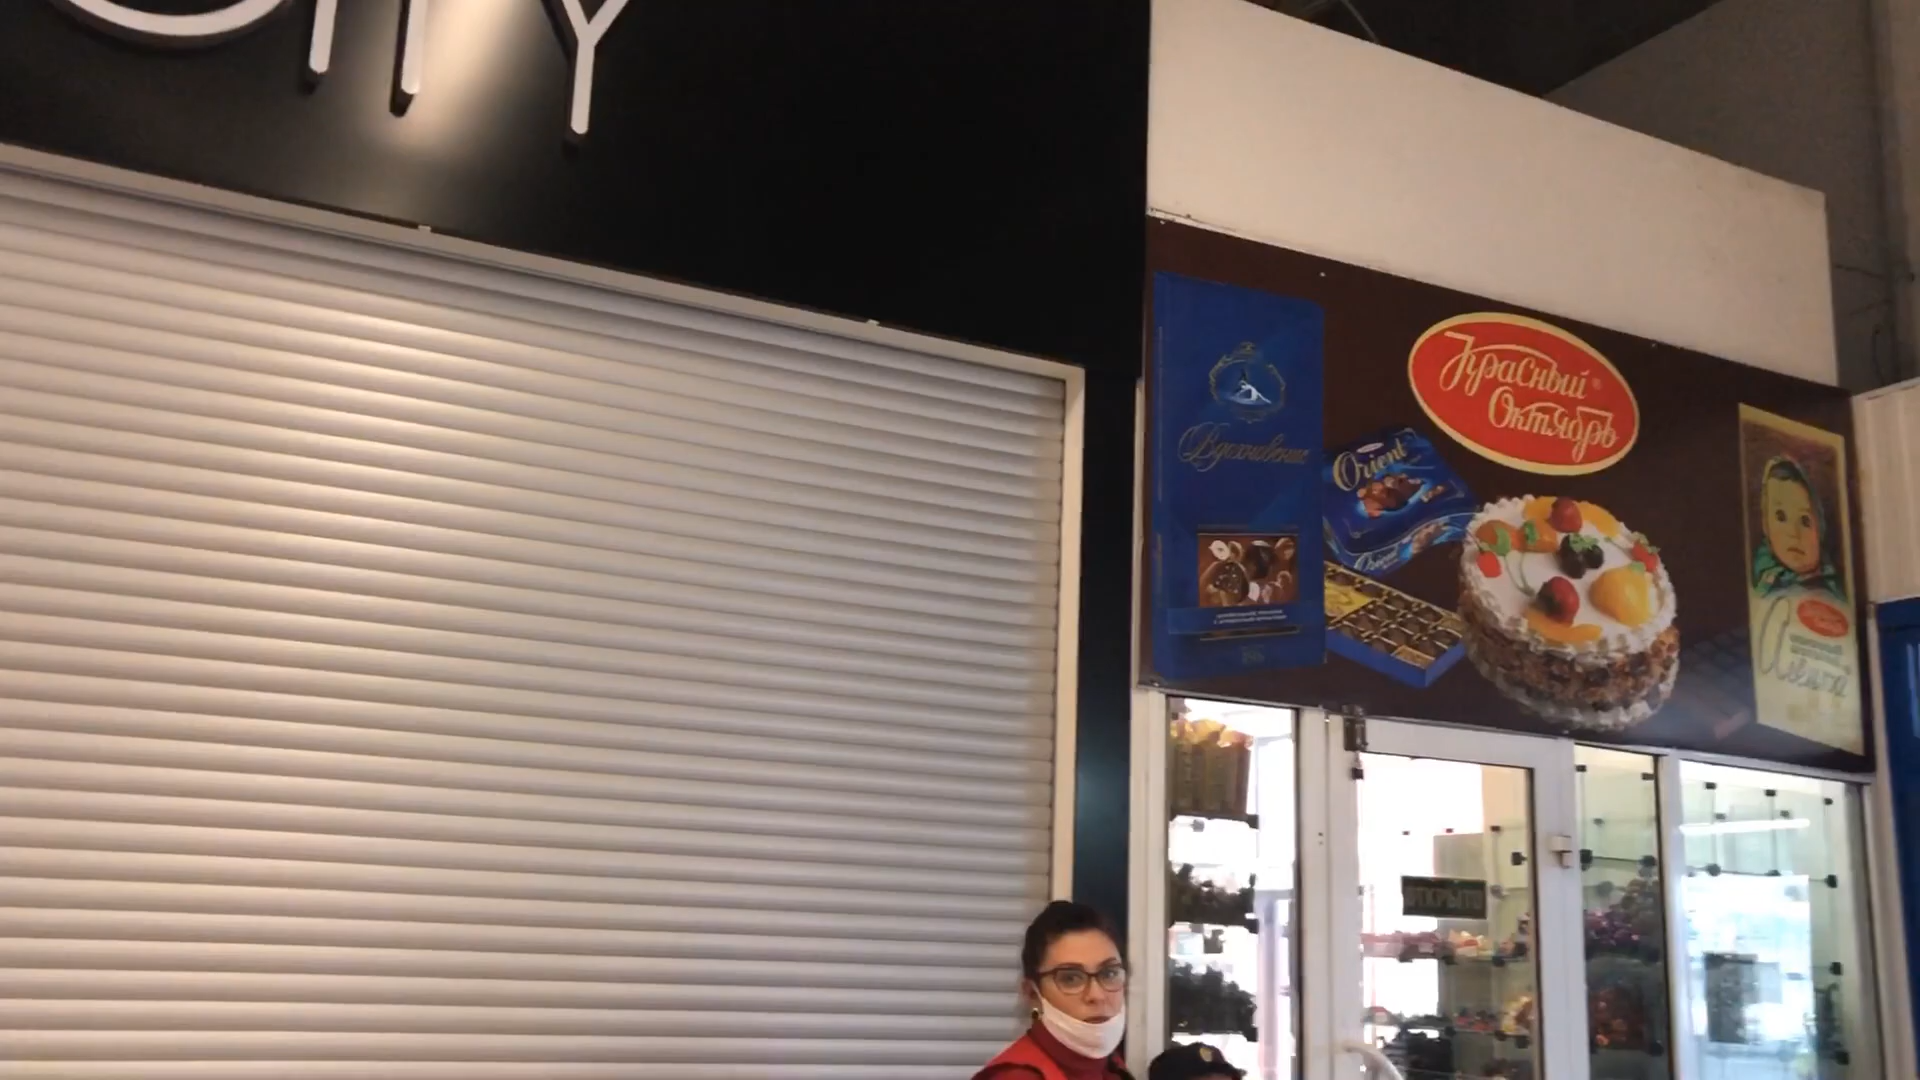 CITY
Красный
Октябрь
Вдохновение
Orient
Orient
Алёнка
ОТКРЫТО